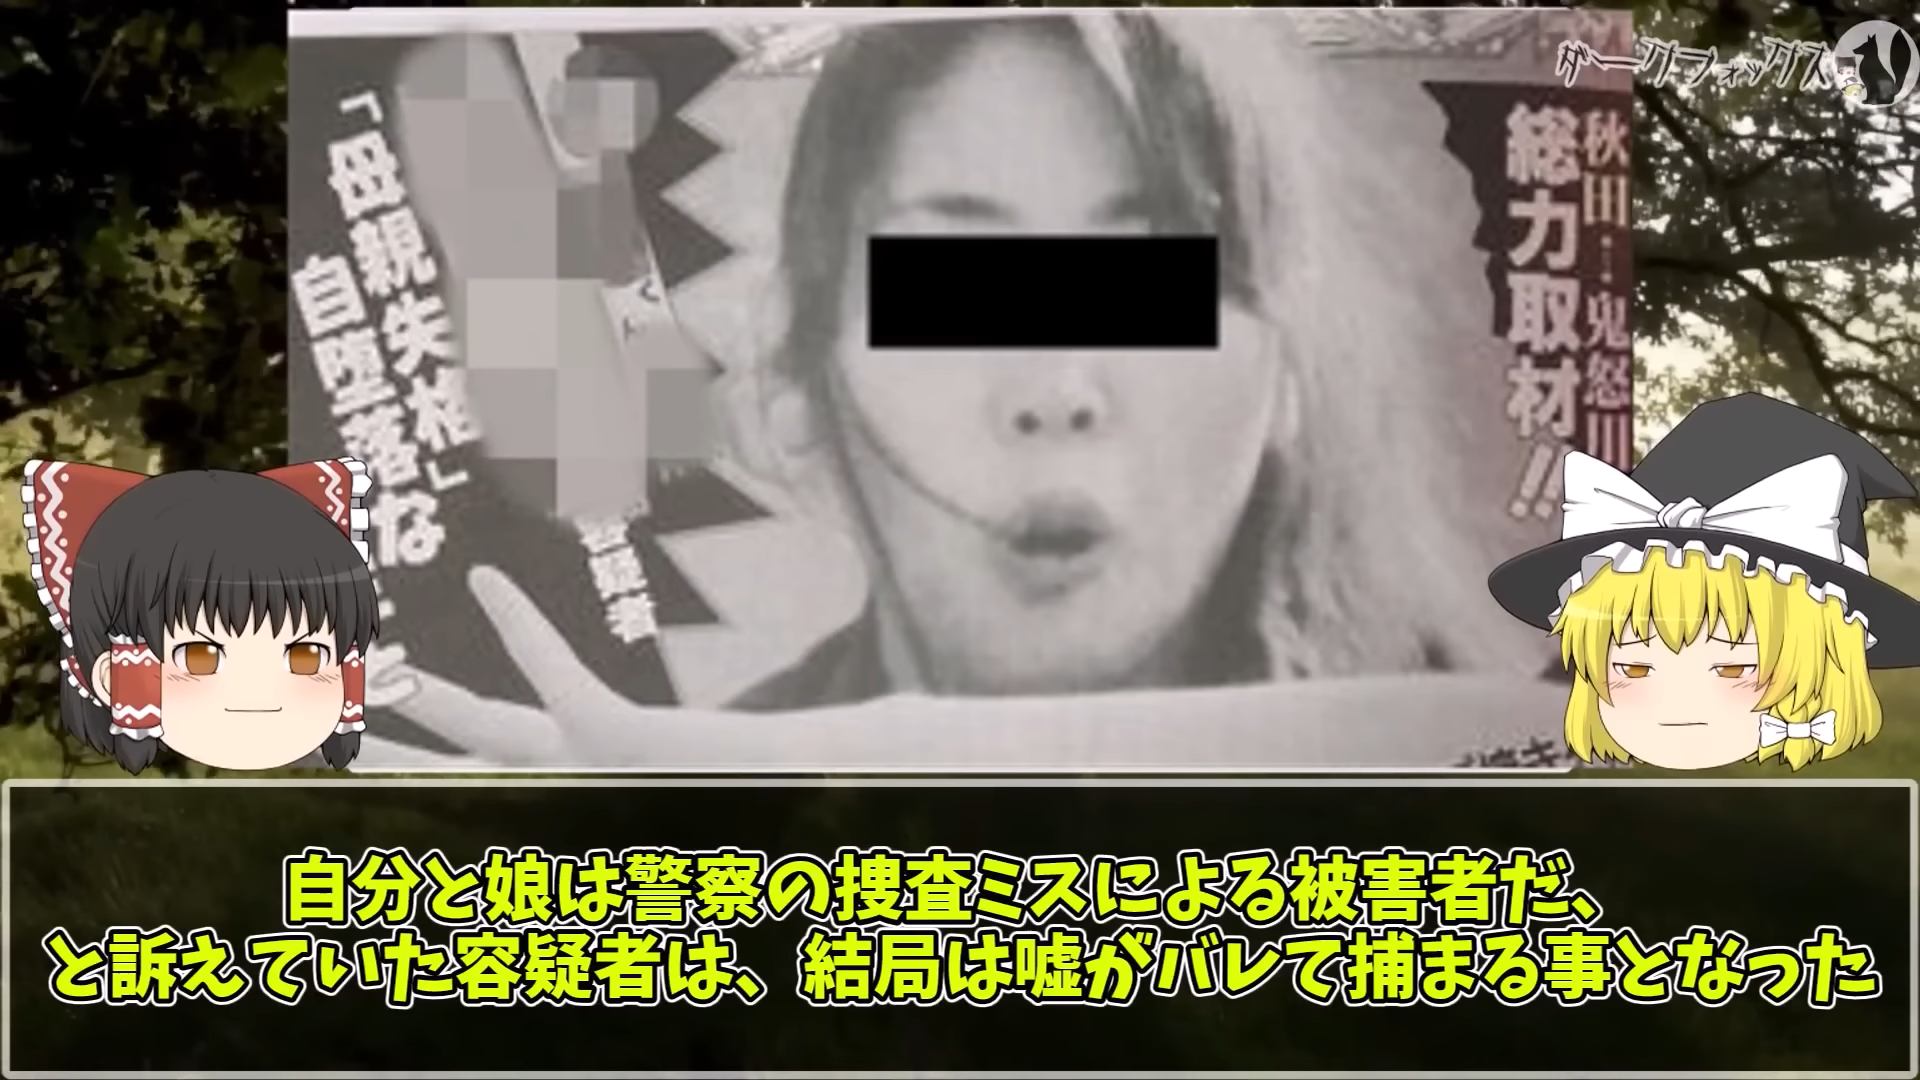 ダークフォックス
秋田…鬼怒川
総力取材!!
「母親失格」
自堕落な
容疑者
自分と娘は警察の捜査ミスによる被害者だ、
と訴えていた容疑者は、結局は嘘がバレて捕まる事となった